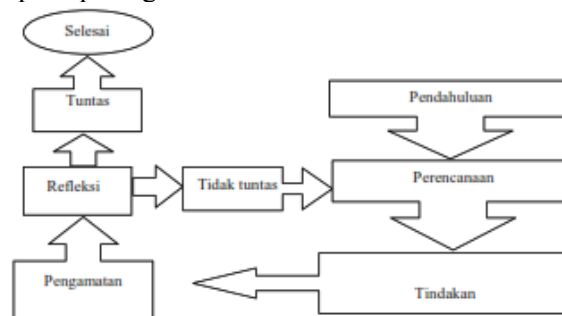 Selesai
Tuntas
Pendahuluan
Refleksi
Tidak tuntas
Perencanaan
Pengamatan
Tindakan